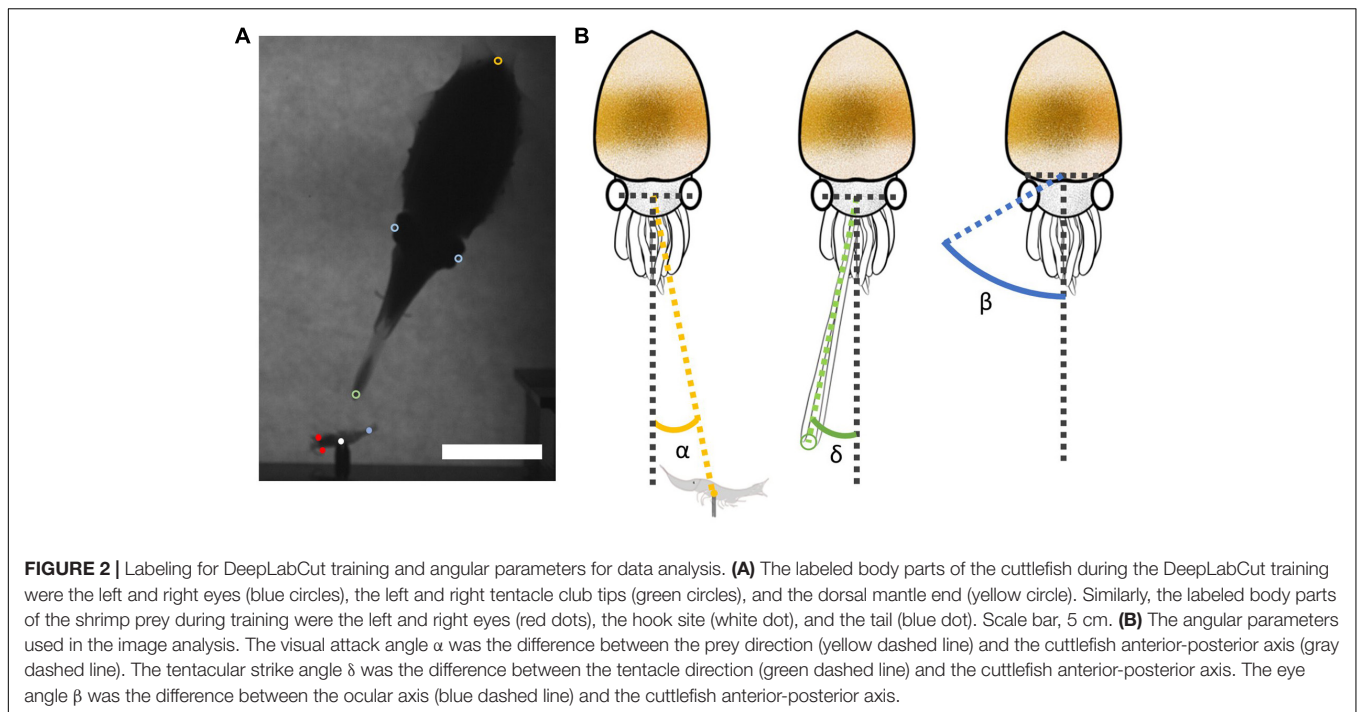 A
B
α
δ
β
FIGURE 2 | Labeling for DeepLabCut training and angular parameters for data analysis. (A) The labeled body parts of the cuttlefish during the DeepLabCut training
were the left and right eyes (blue circles), the left and right tentacle club tips (green circles), and the dorsal mantle end (yellow circle). Similarly, the labeled body parts
of the shrimp prey during training were the left and right eyes (red dots), the hook site (white dot), and the tail (blue dot). Scale bar, 5 cm. (B) The angular parameters
used in the image analysis. The visual attack angle α was the difference between the prey direction (yellow dashed line) and the cuttlefish anterior-posterior axis (gray
dashed line). The tentacular strike angle δ was the difference between the tentacle direction (green dashed line) and the cuttlefish anterior-posterior axis. The eye
angle β was the difference between the ocular axis (blue dashed line) and the cuttlefish anterior-posterior axis.